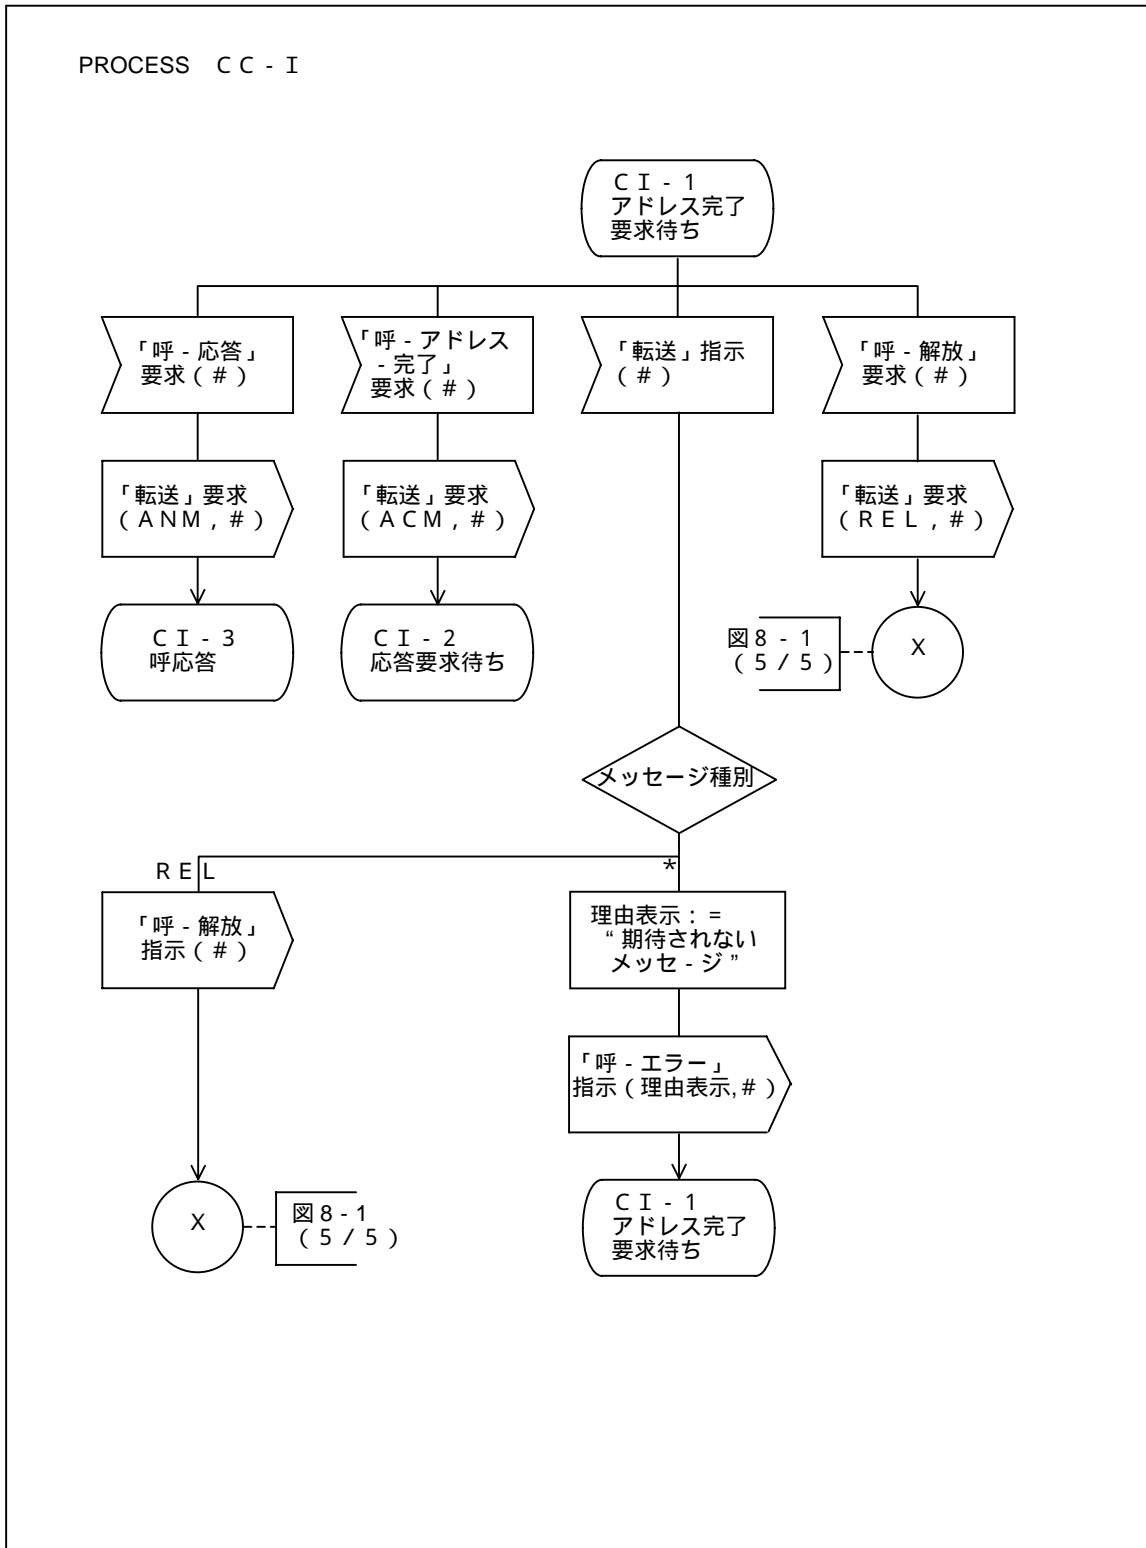 PROCESS ＣＣ-Ｉ
ＣＩ-１
アドレス完了
要求待ち
「呼-応答」
要求(＃)
「呼-アドレス
-完了」
要求(＃)
「転送」指示
(＃)
「呼-解放」
要求(＃)
「転送」要求
(ＡＮＭ,＃)
「転送」要求
(ＡＣＭ,＃)
「転送」要求
(ＲＥＬ,＃)
ＣＩ-３
呼応答
ＣＩ-２
応答要求待ち
図８-１
(５/５)
X
メッセージ種別
ＲＥＬ
*
「呼-解放」
指示(＃)
理由表示:=
“期待されない
メッセ-ジ”
「呼-エラー」
指示(理由表示,＃)
X
図8-1
(５/５)
ＣＩ-１
アドレス完了
要求待ち